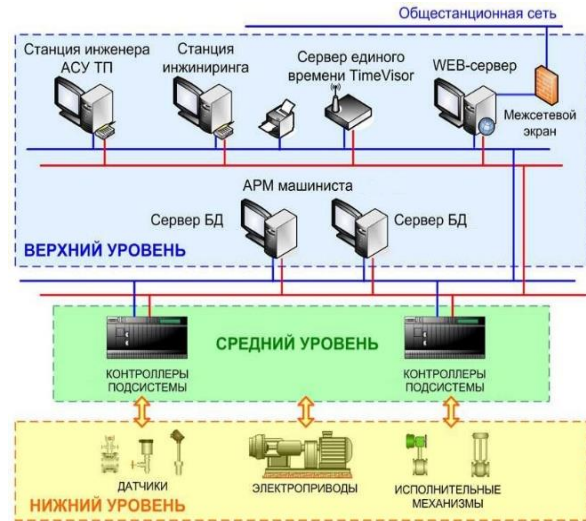 Общестанционная сеть
Станция инженера
АСУ ТП
Станция
инжиниринга
Сервер единого
времени TimeVisor
WEB-сервер
Межсетевой
экран
АРМ машиниста
Сервер БД
Сервер БД
ВЕРХНИЙ УРОВЕНЬ
СРЕДНИЙ УРОВЕНЬ
КОНТРОЛЛЕРЫ
ПОДСИСТЕМЫ
КОНТРОЛЛЕРЫ
ПОДСИСТЕМЫ
ДАТЧИКИ
ЭЛЕКТРОПРИВОДЫ
ИСПОЛНИТЕЛЬНЫЕ
МЕХАНИЗМЫ
НИЖНИЙ УРОВЕНЬ